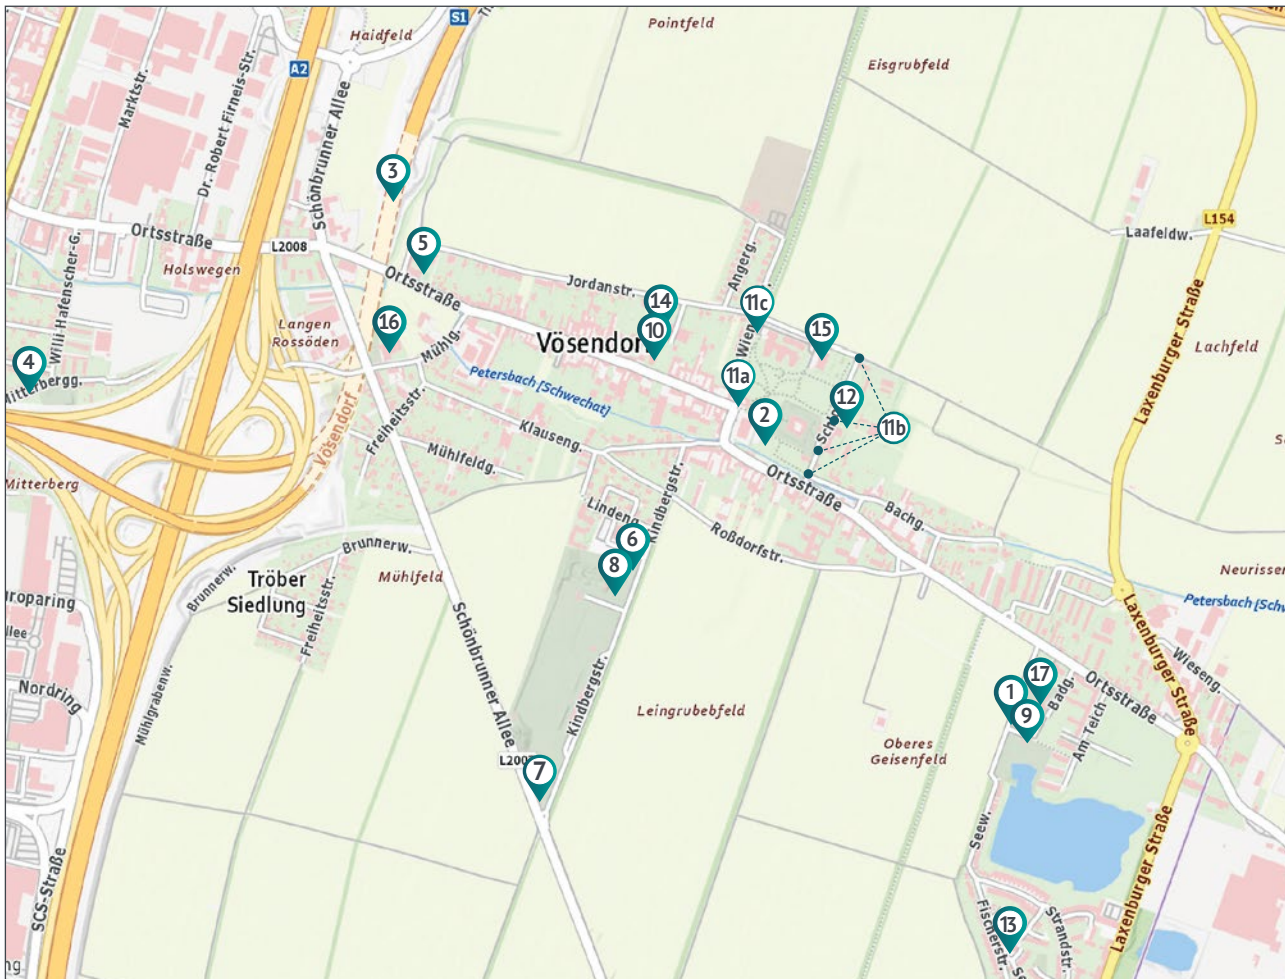 Pointfeld
S1
Haidfeld
A2
Eisgrubfeld
Marktstr.
Dr. Robert Firneis-Str.
Schönbrunner Allee
3
L154
Laafeldw.
Ortsstraße
L2008
Holswegen
5
Ortsstraße
Jordanstr.
Angerg.
Willi-Hafenscher-G.
14
11c
Laxenburger Straße
Langen
Rossöden
16
Mühlg.
10
Vösendorf
15
Lachfeld
4
Mitterbergg.
Petersbach [Schwechat]
11a
2
12
11b
Freiheitsstr.
Klauseng.
Vösendorf
Mühlfeldg.
Mitterberg
Ortsstraße
Lindeng.
Kindbergstr.
Bachg.
6
Roßdorfstr.
8
Brunnerw.
Mühlfeld
Tröber
Siedlung
Brunnerw.
Freiheitsstr.
Petersbach [Schw
Laxenburger Straße
Wieseng.
Schönbrunner Allee
Nordring
Mühlgrabenw.
Kindbergstr.
Leingrubebfeld
17
1
Badg.
9
Ortsstraße
Am Teich
Oberes
Geisenfeld
7
Seew.
SCS-Straße
Laxenburger Straße
Fischerstr.
13
Strandstr.